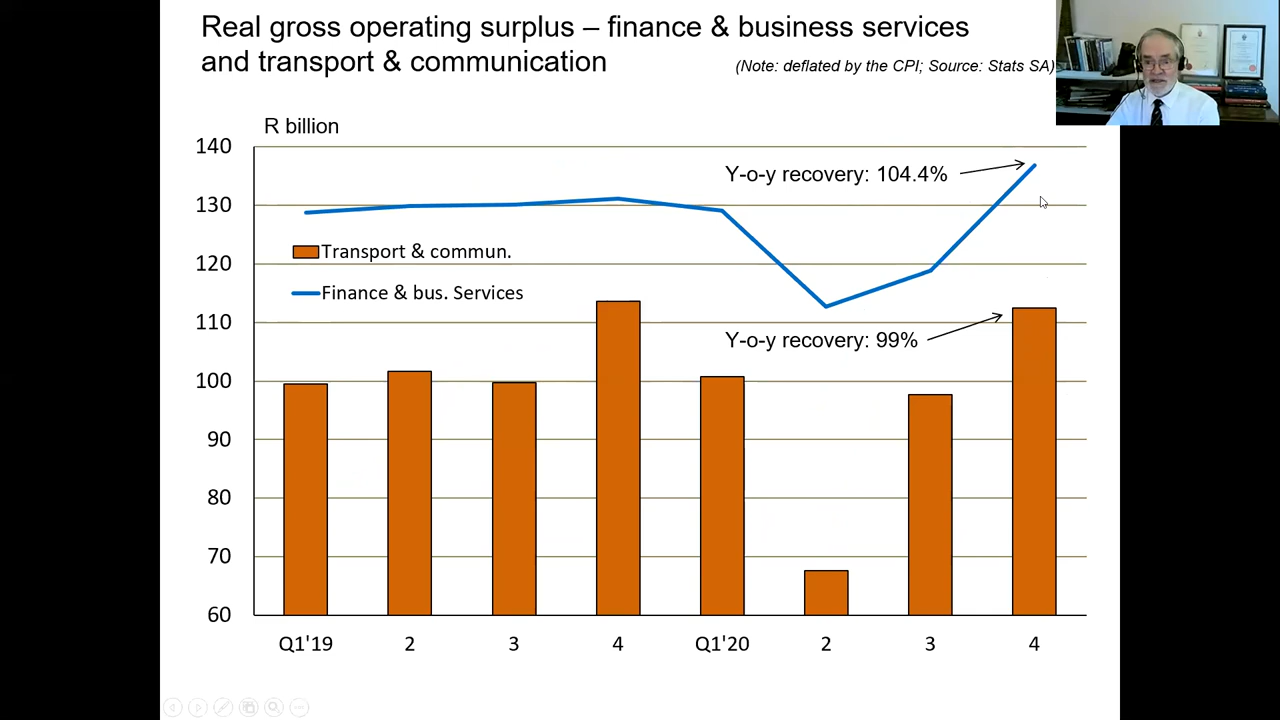 Real gross operating surplus – finance & business services
and transport & communication
(Note: deflated by the CPI; Source: Stats SA)
R billion
140
130
120
110
100
90
80
70
60
Y-o-y recovery: 104.4%
Transport & commun.
Finance & bus. Services
Y-o-y recovery: 99%
Q1'19 2 3 4 Q1'20 2 3 4